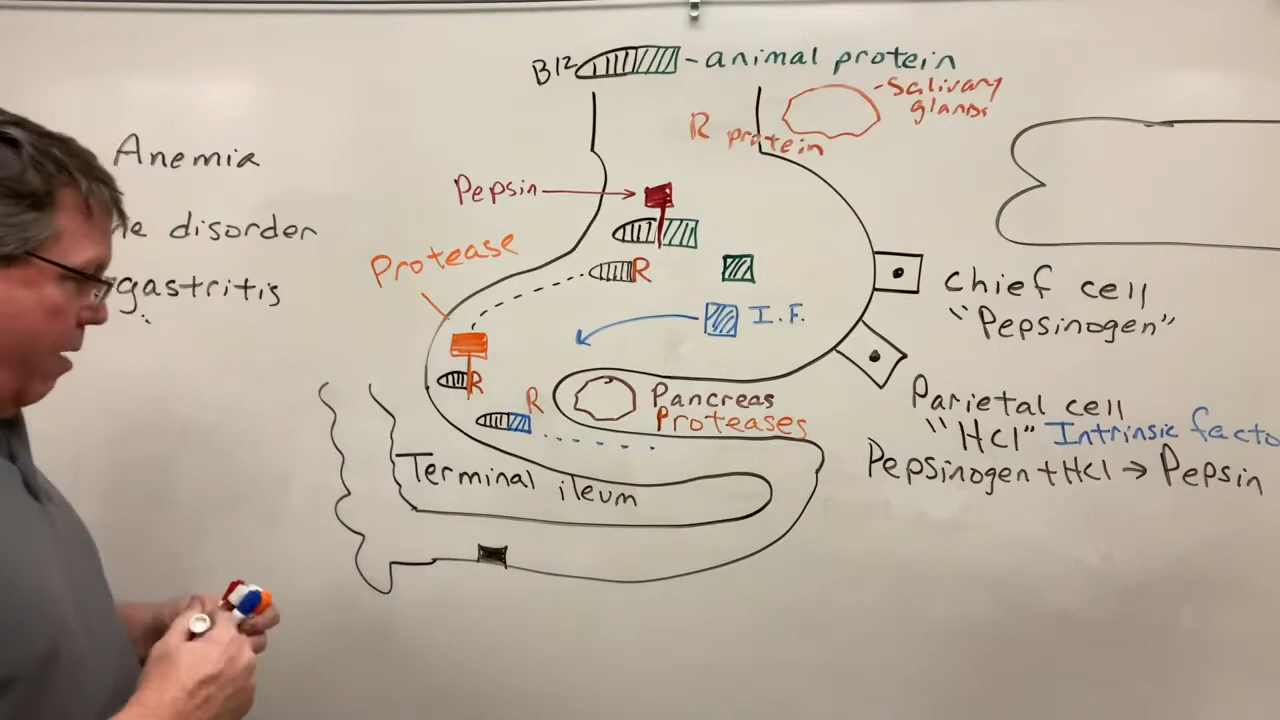 B12 - animal protein
Salivary
glands
R protein
Anemia
Pepsin
disorder
Protease
gastritis
R
chief cell
"Pepsinogen"
I.F.
R
R
Pancreas
Proteases
Parietal cell
"HCl" Intrinsic facto
Pepsinogen + HCl → Pepsin
Terminal ileum